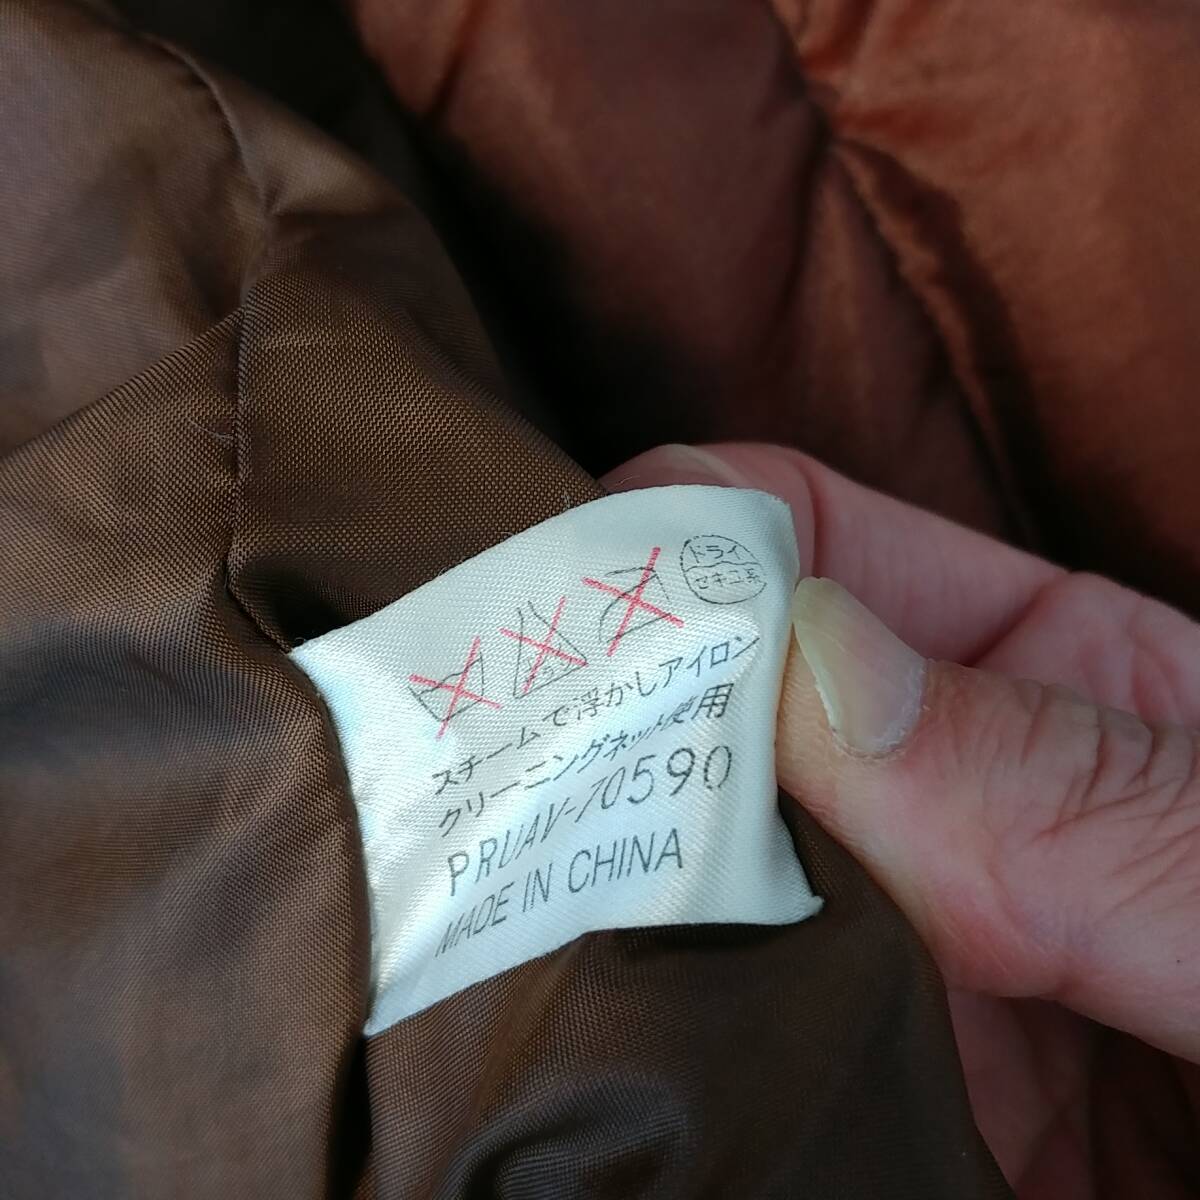 ドライ
セキユ系
スチームで浮かしアイロン
クリーニングネット使用
PRUAV-70590
MADE IN CHINA